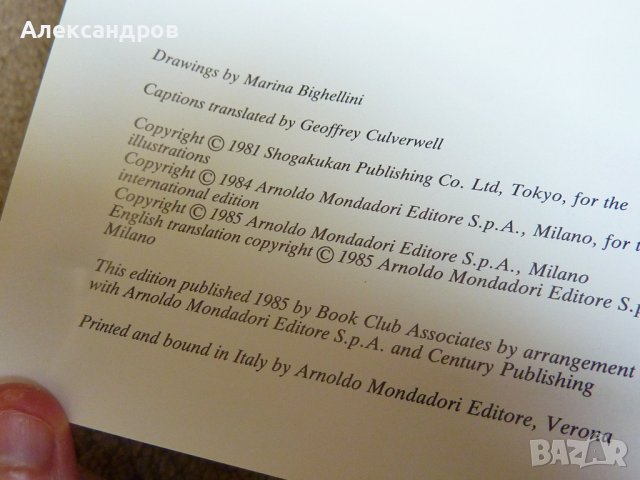 Александров
Drawings by Marina Bighellini
Captions translated by Geoffrey Culverwell
Copyright © 1981 Shogakukan Publishing Co. Ltd, Tokyo, for the
illustrations
Copyright © 1984 Arnoldo Mondadori Editore S.p.A., Milano, for
international edition
Copyright © 1985 Arnoldo Mondadori Editore S.p.A., Milano
English translation copyright © 1985 Arnoldo Mondadori Editore
Milano
This edition published 1985 by Book Club Associates by arrangement
with Arnoldo Mondadori Editore S.p.A. and Century Publishing
Printed and bound in Italy by Arnoldo Mondadori Editore, Verona
BAZAR